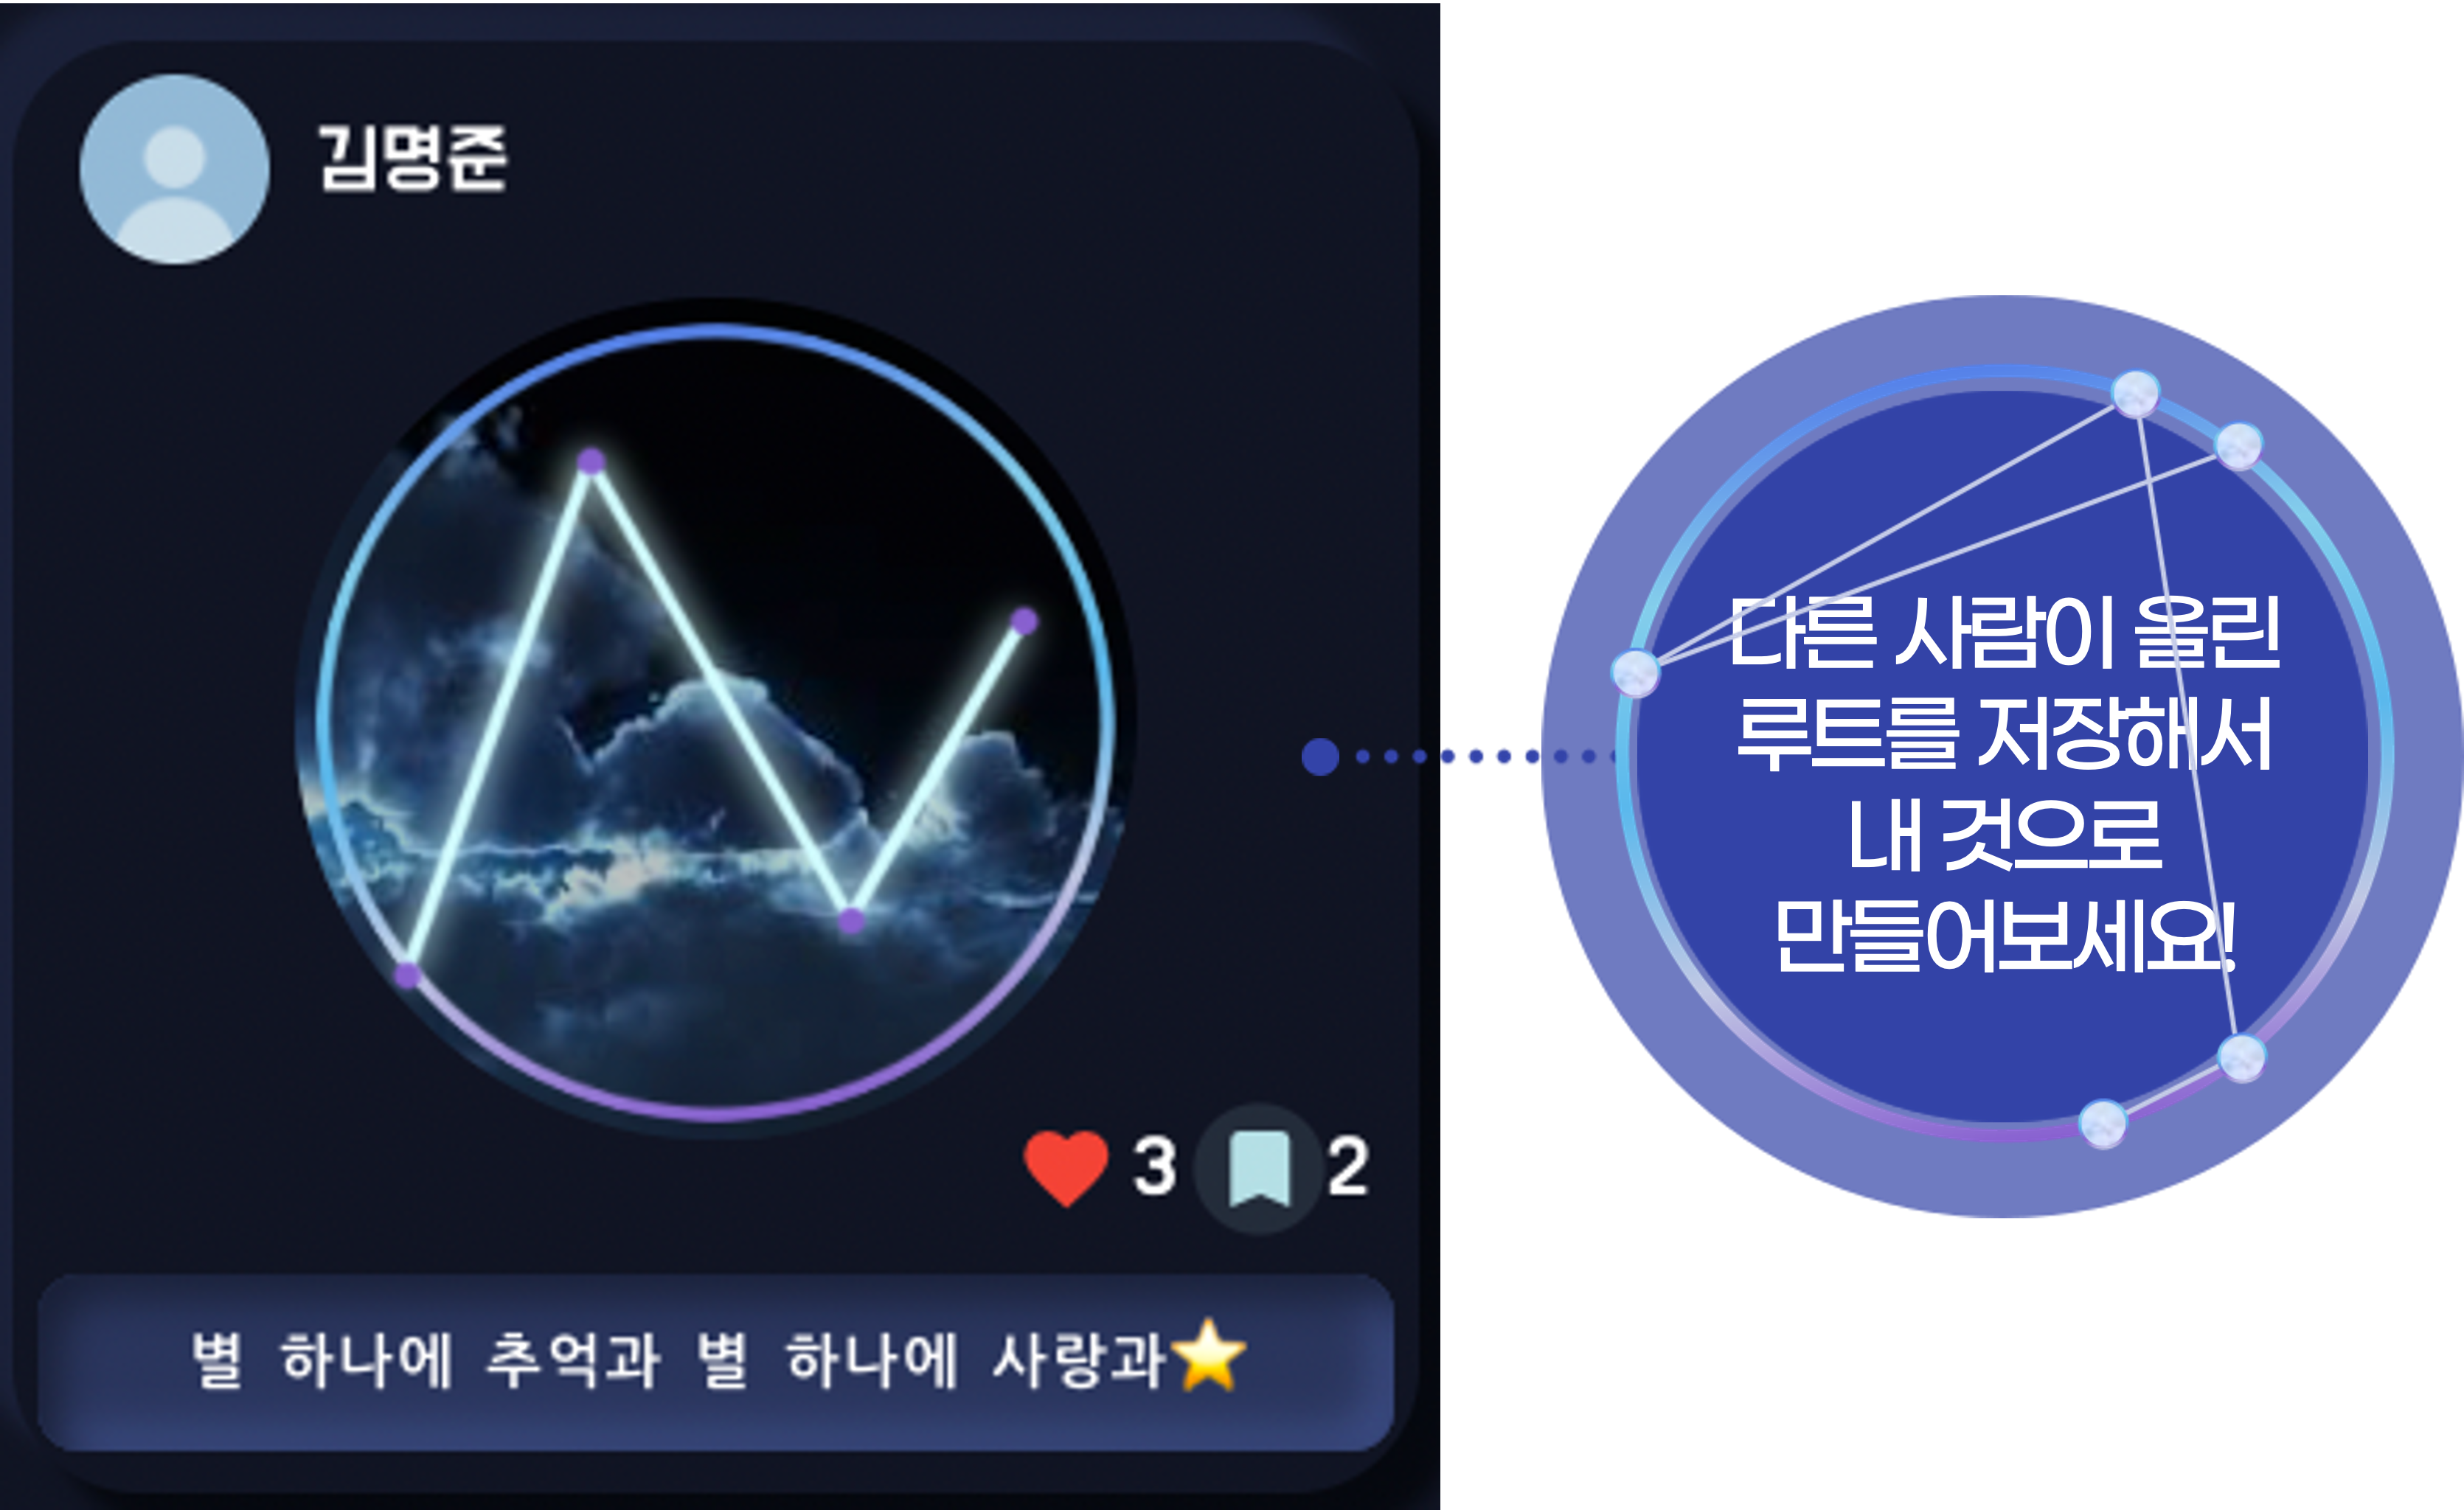 김명준
3 2
별 하나에 추억과 별 하나에 사랑과⭐
다른 사람이 올린
루트를 저장해서
내 것으로
만들어보세요!